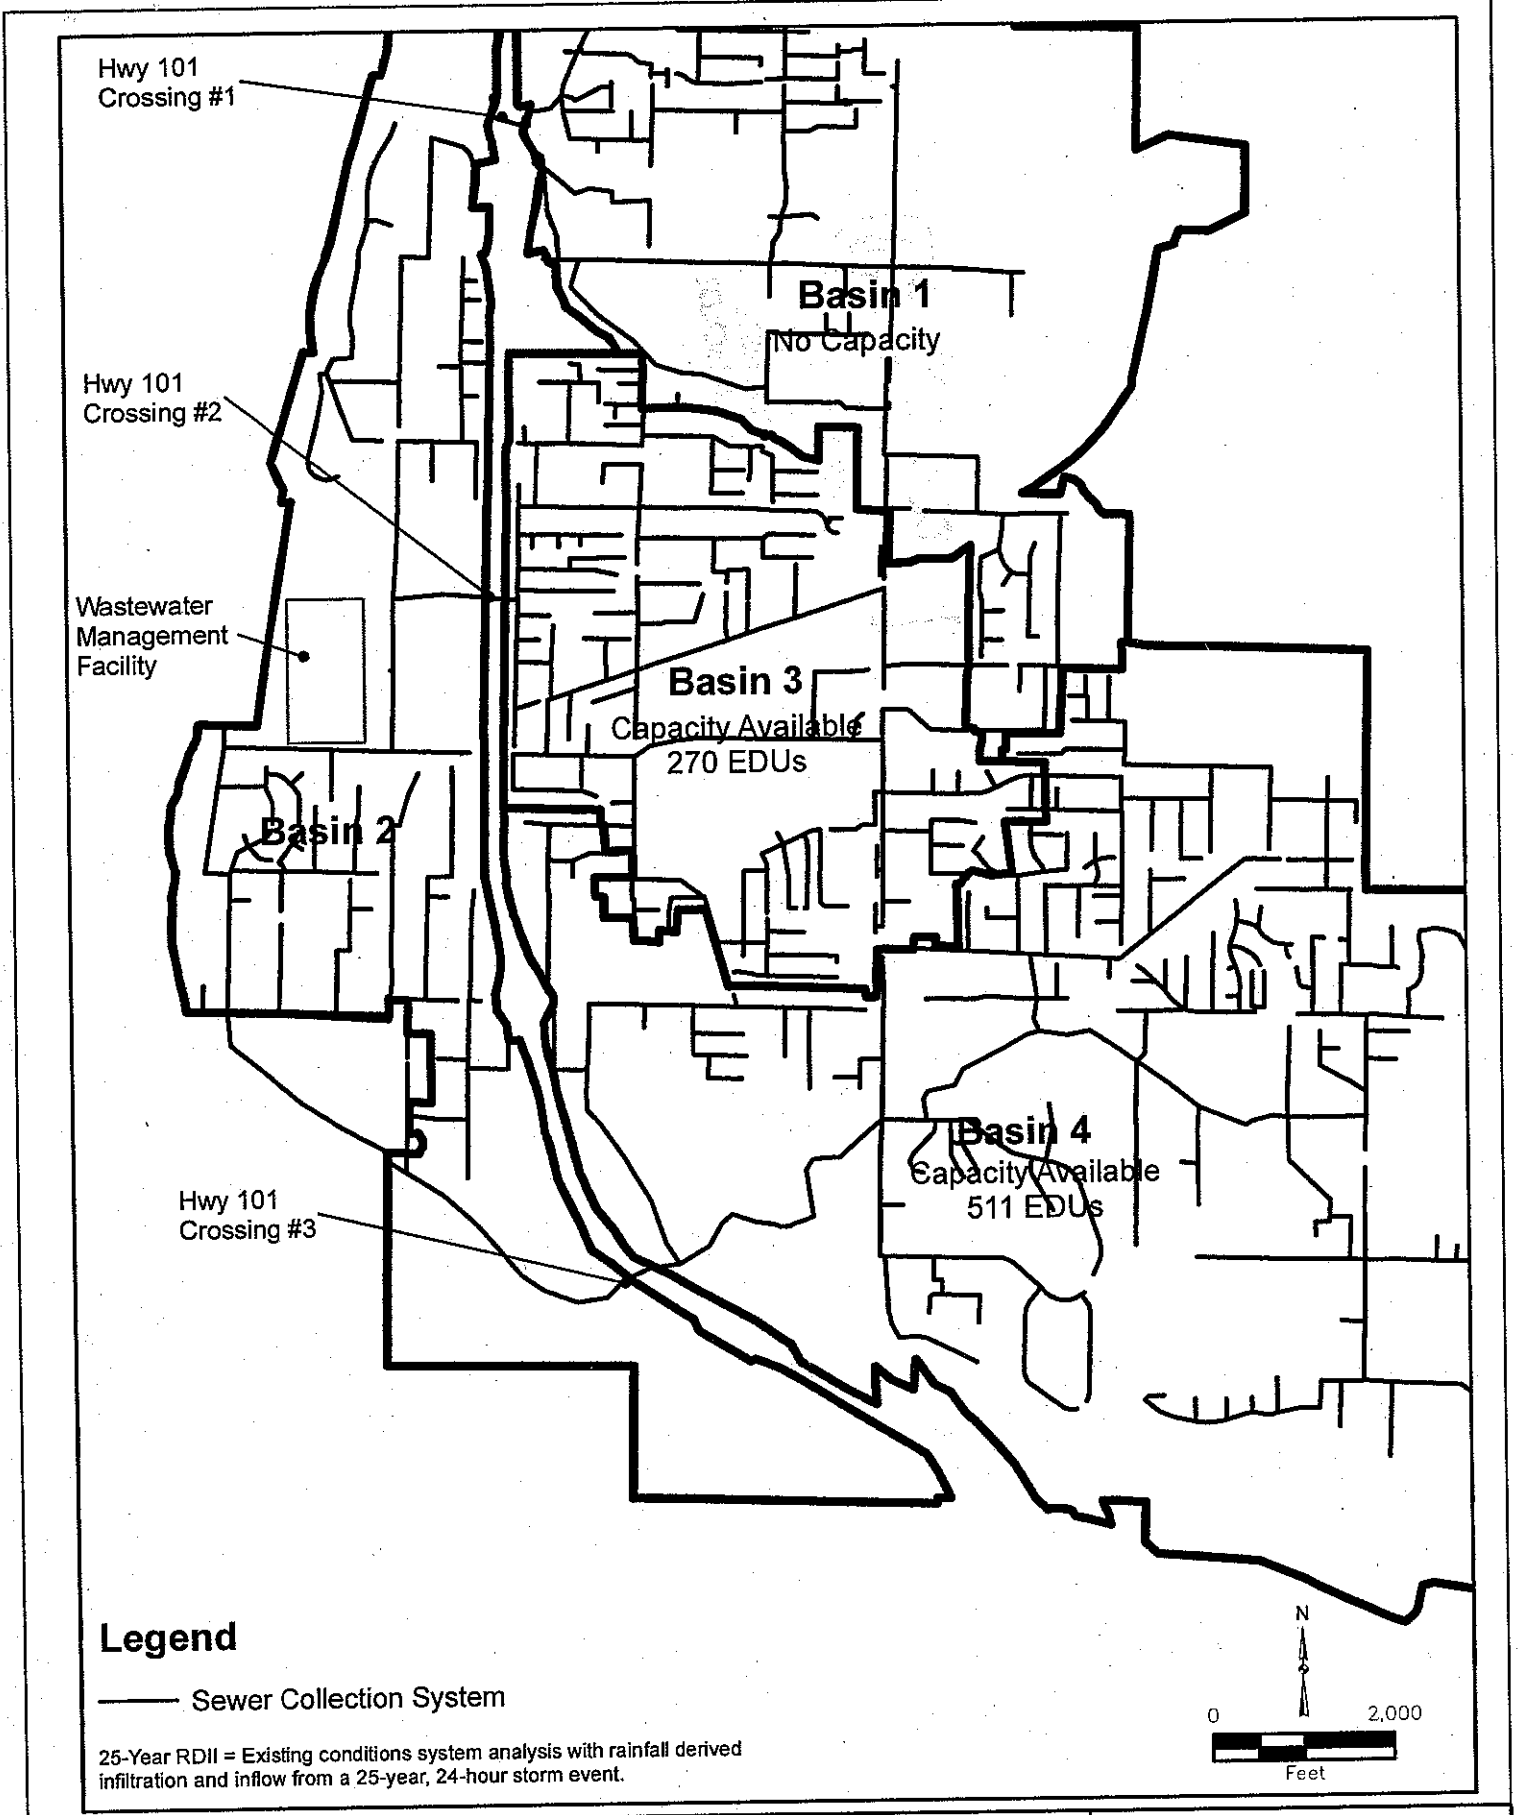 Hwy 101
Crossing #1
Basin 1
No Capacity
Hwy 101
Crossing #2
Wastewater
Management
Facility
Basin 3
Capacity Available
270 EDUs
Basin 2
Basin 4
Capacity Available
511 EDUs
Hwy 101
Crossing #3
Legend
Sewer Collection System
25-Year RDII = Existing conditions system analysis with rainfall derived
infiltration and inflow from a 25-year, 24-hour storm event.
N
0 2,000
Feet